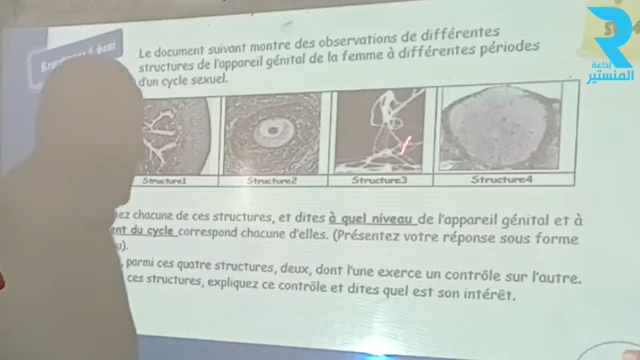 إذاعة
المنستير
Le document suivant montre des observations de différentes
structures de l'appareil génital de la femme à différentes périodes
d'un cycle sexuel.
Structure1 Structure2 Structure3 Structure4
ez chacune de ces structures, et dites à quel niveau de l'appareil génital et à
ent du cycle correspond chacune d'elles. (Présentez votre réponse sous forme
u).
, parmi ces quatre structures, deux, dont l'une exerce un contrôle sur l'autre.
ces structures, expliquez ce contrôle et dites quel est son intérêt.